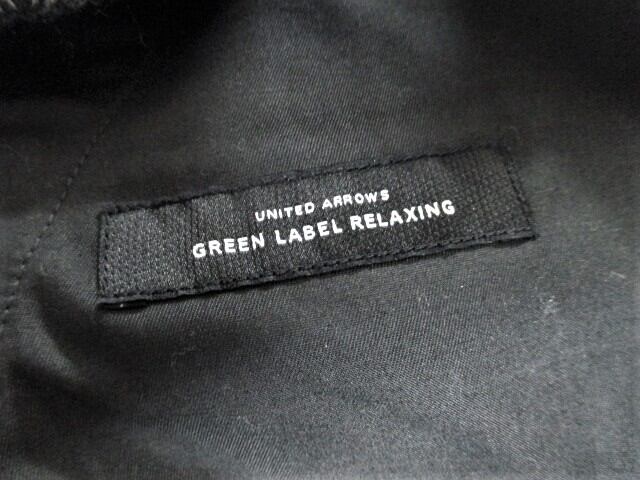 UNITED ARROWS
GREEN LABEL RELAXING